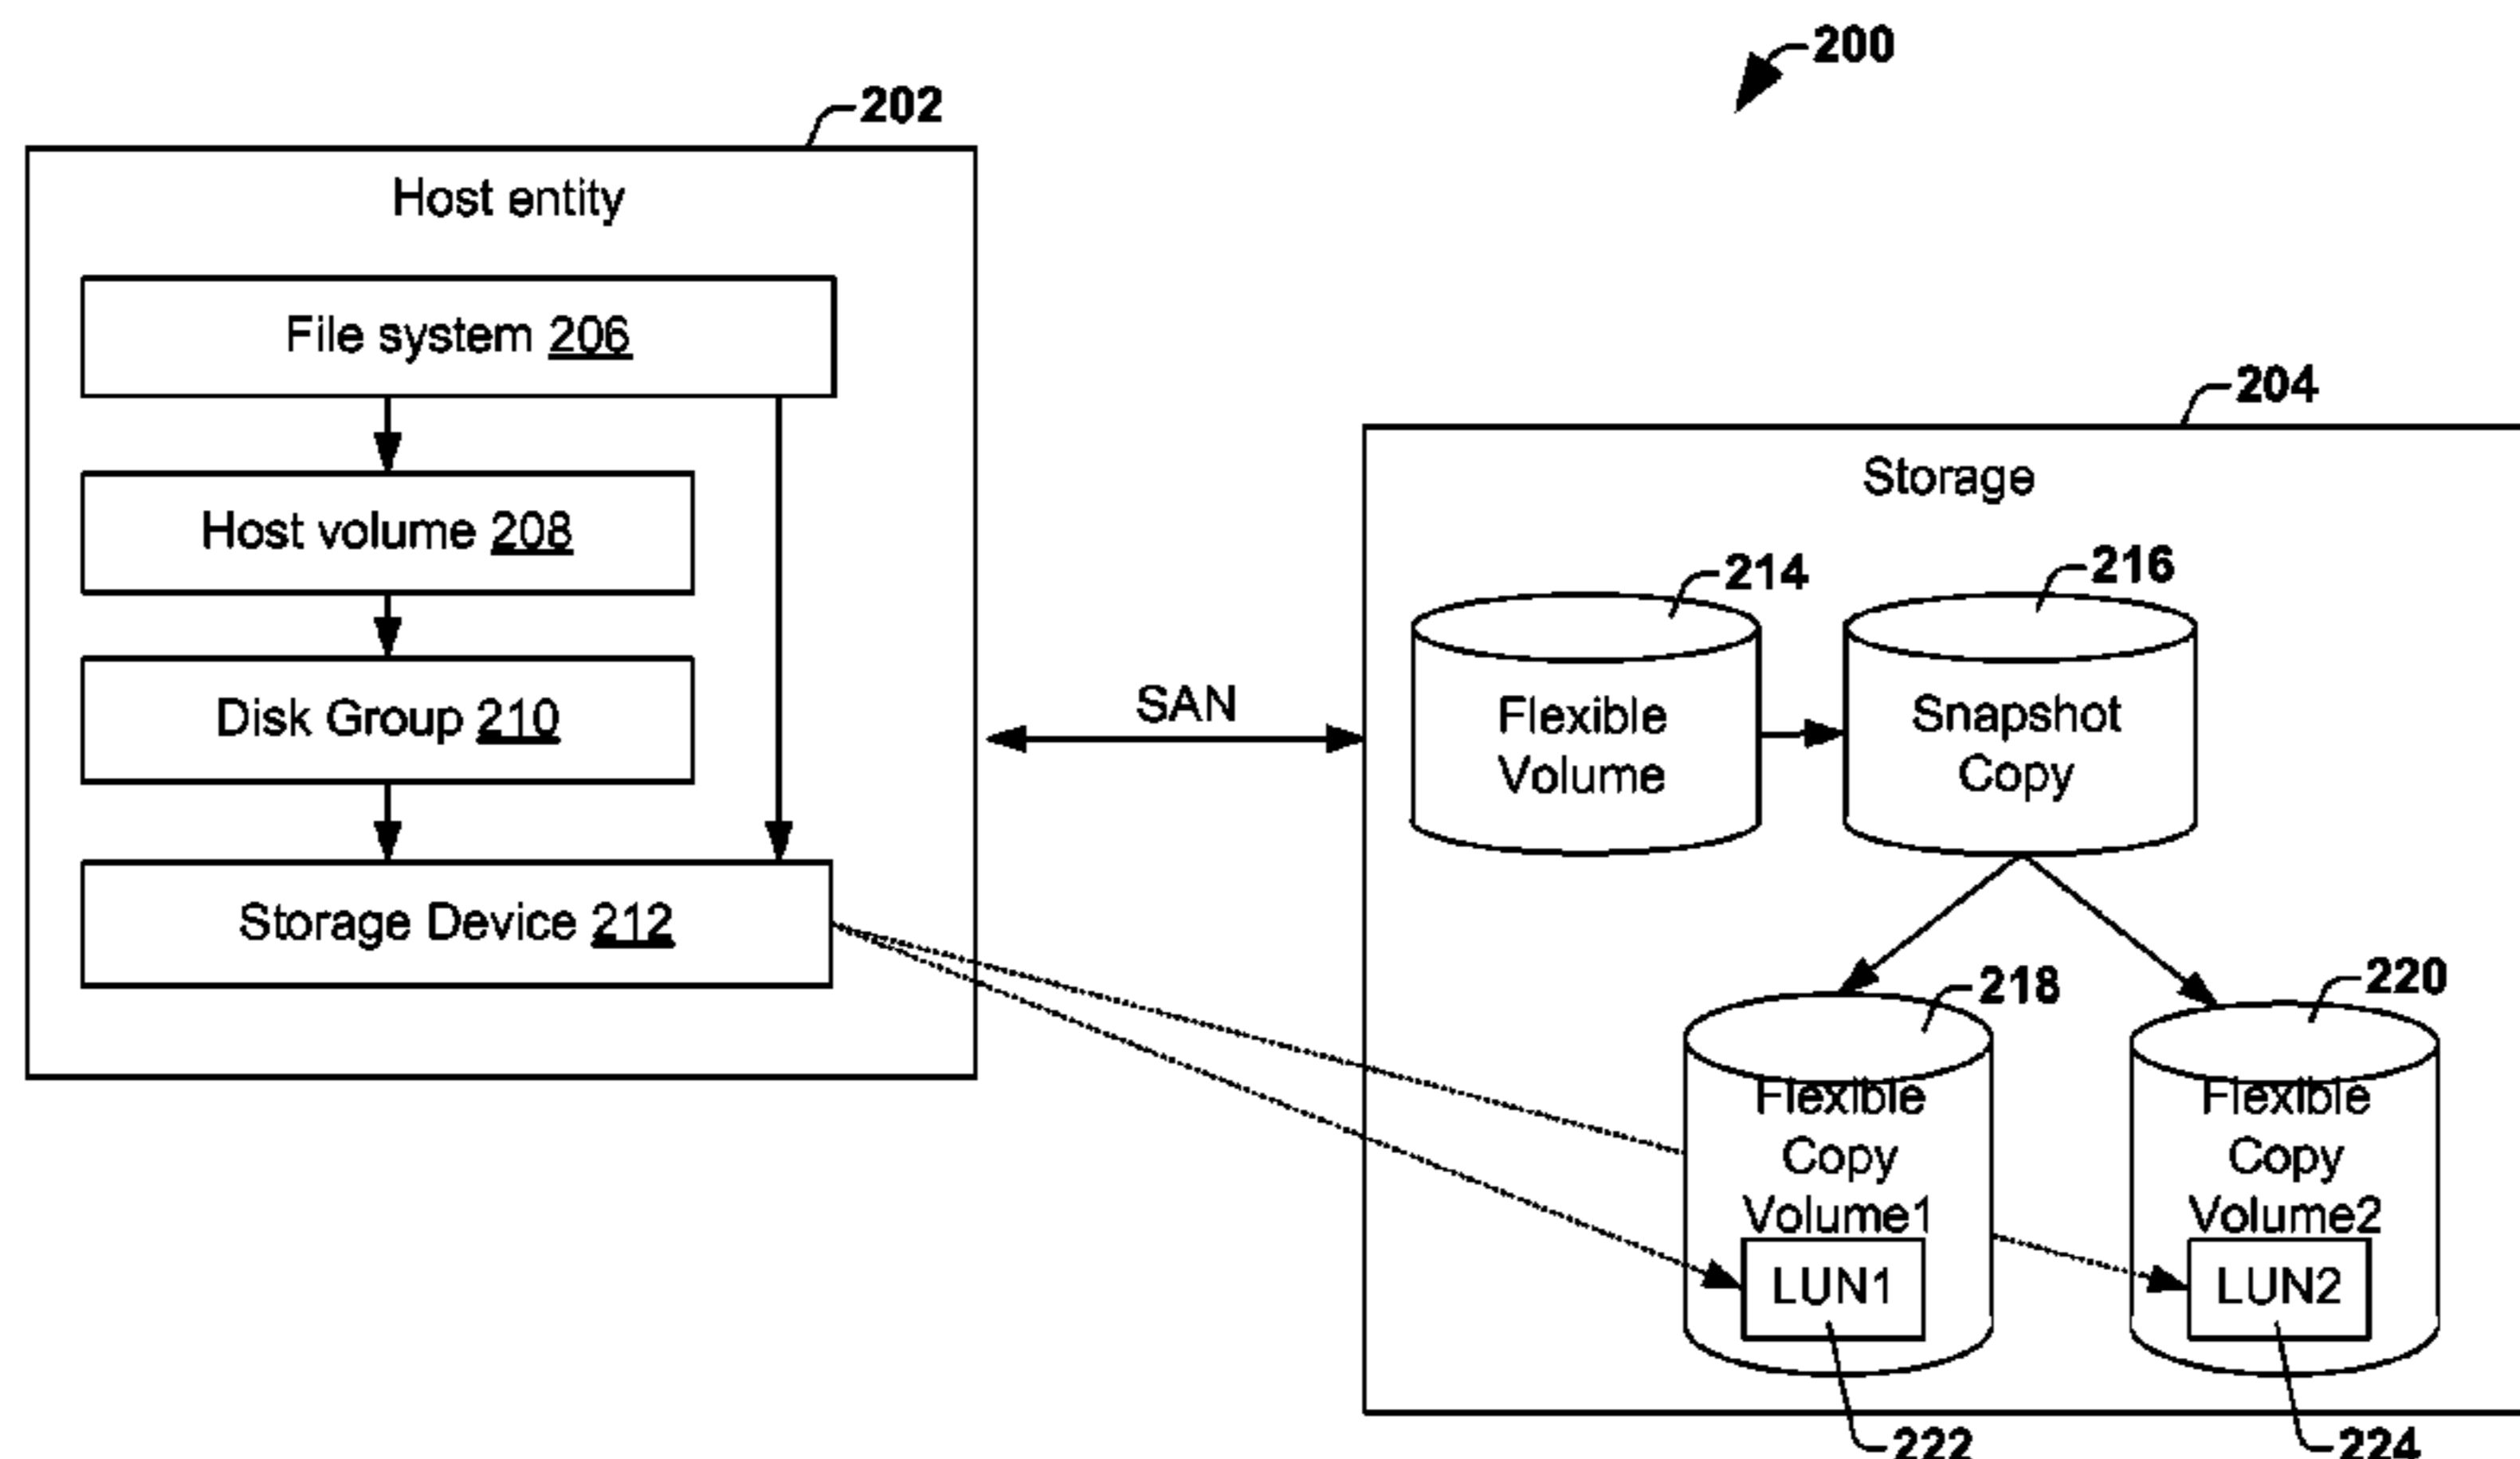 200
202
Host entity
File system 206
204
Storage
Host volume 208
214
216
Disk Group 210
SAN
Flexible
Volume
Snapshot
Copy
Storage Device 212
218
220
Flexible
Copy
Volume1
LUN1
Flexible
Copy
Volume2
LUN2
222
224